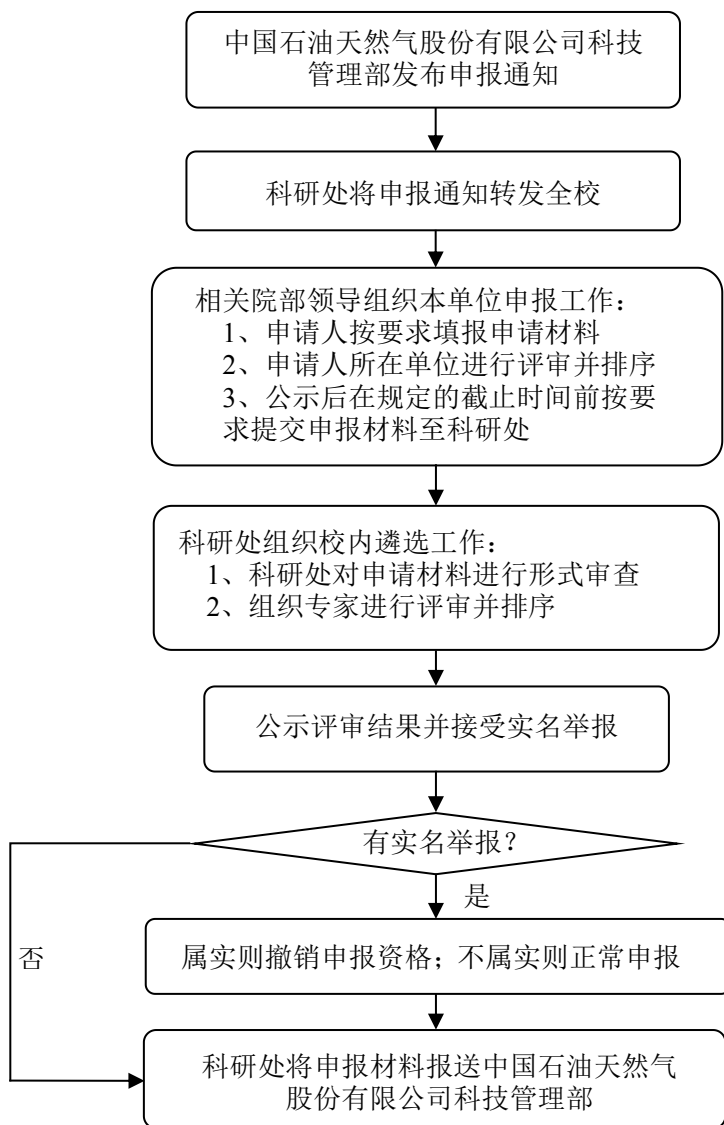 中国石油天然气股份有限公司科技
管理部发布申报通知
科研处将申报通知转发全校
相关院部领导组织本单位申报工作：
1、申请人按要求填报申请材料
2、申请人所在单位进行评审并排序
3、公示后在规定的截止时间前按要
求提交申报材料至科研处
科研处组织校内遴选工作：
1、科研处对申请材料进行形式审查
2、组织专家进行评审并排序
公示评审结果并接受实名举报
有实名举报？
是
否
属实则撤销申报资格；不属实则正常申报
科研处将申报材料报送中国石油天然气
股份有限公司科技管理部